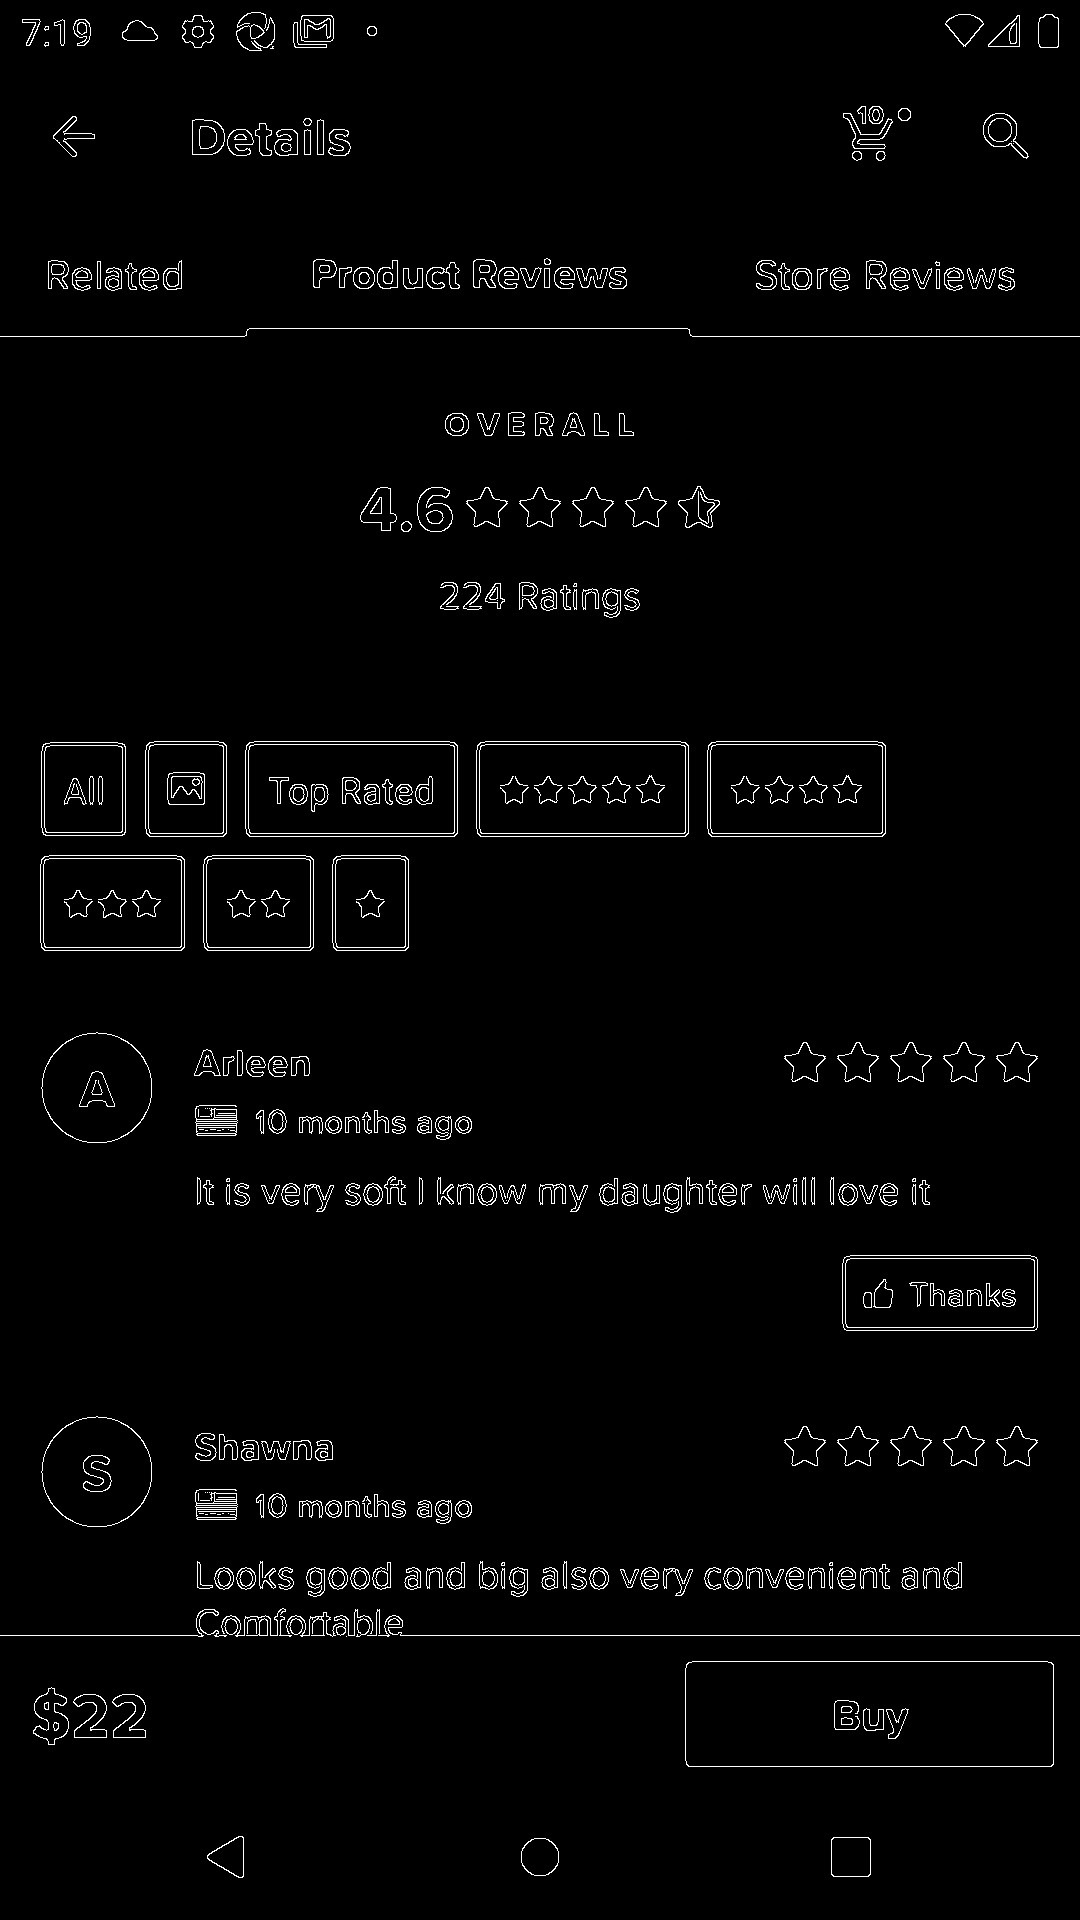 7:19
Details
10
Related
Product Reviews
Store Reviews
OVERALL
4.6
224 Ratings
All
Top Rated
A
Arleen
10 months ago
It is very soft I know my daughter will love it
Thanks
S
Shawna
10 months ago
Looks good and big also very convenient and
Comfortable
$22
Buy